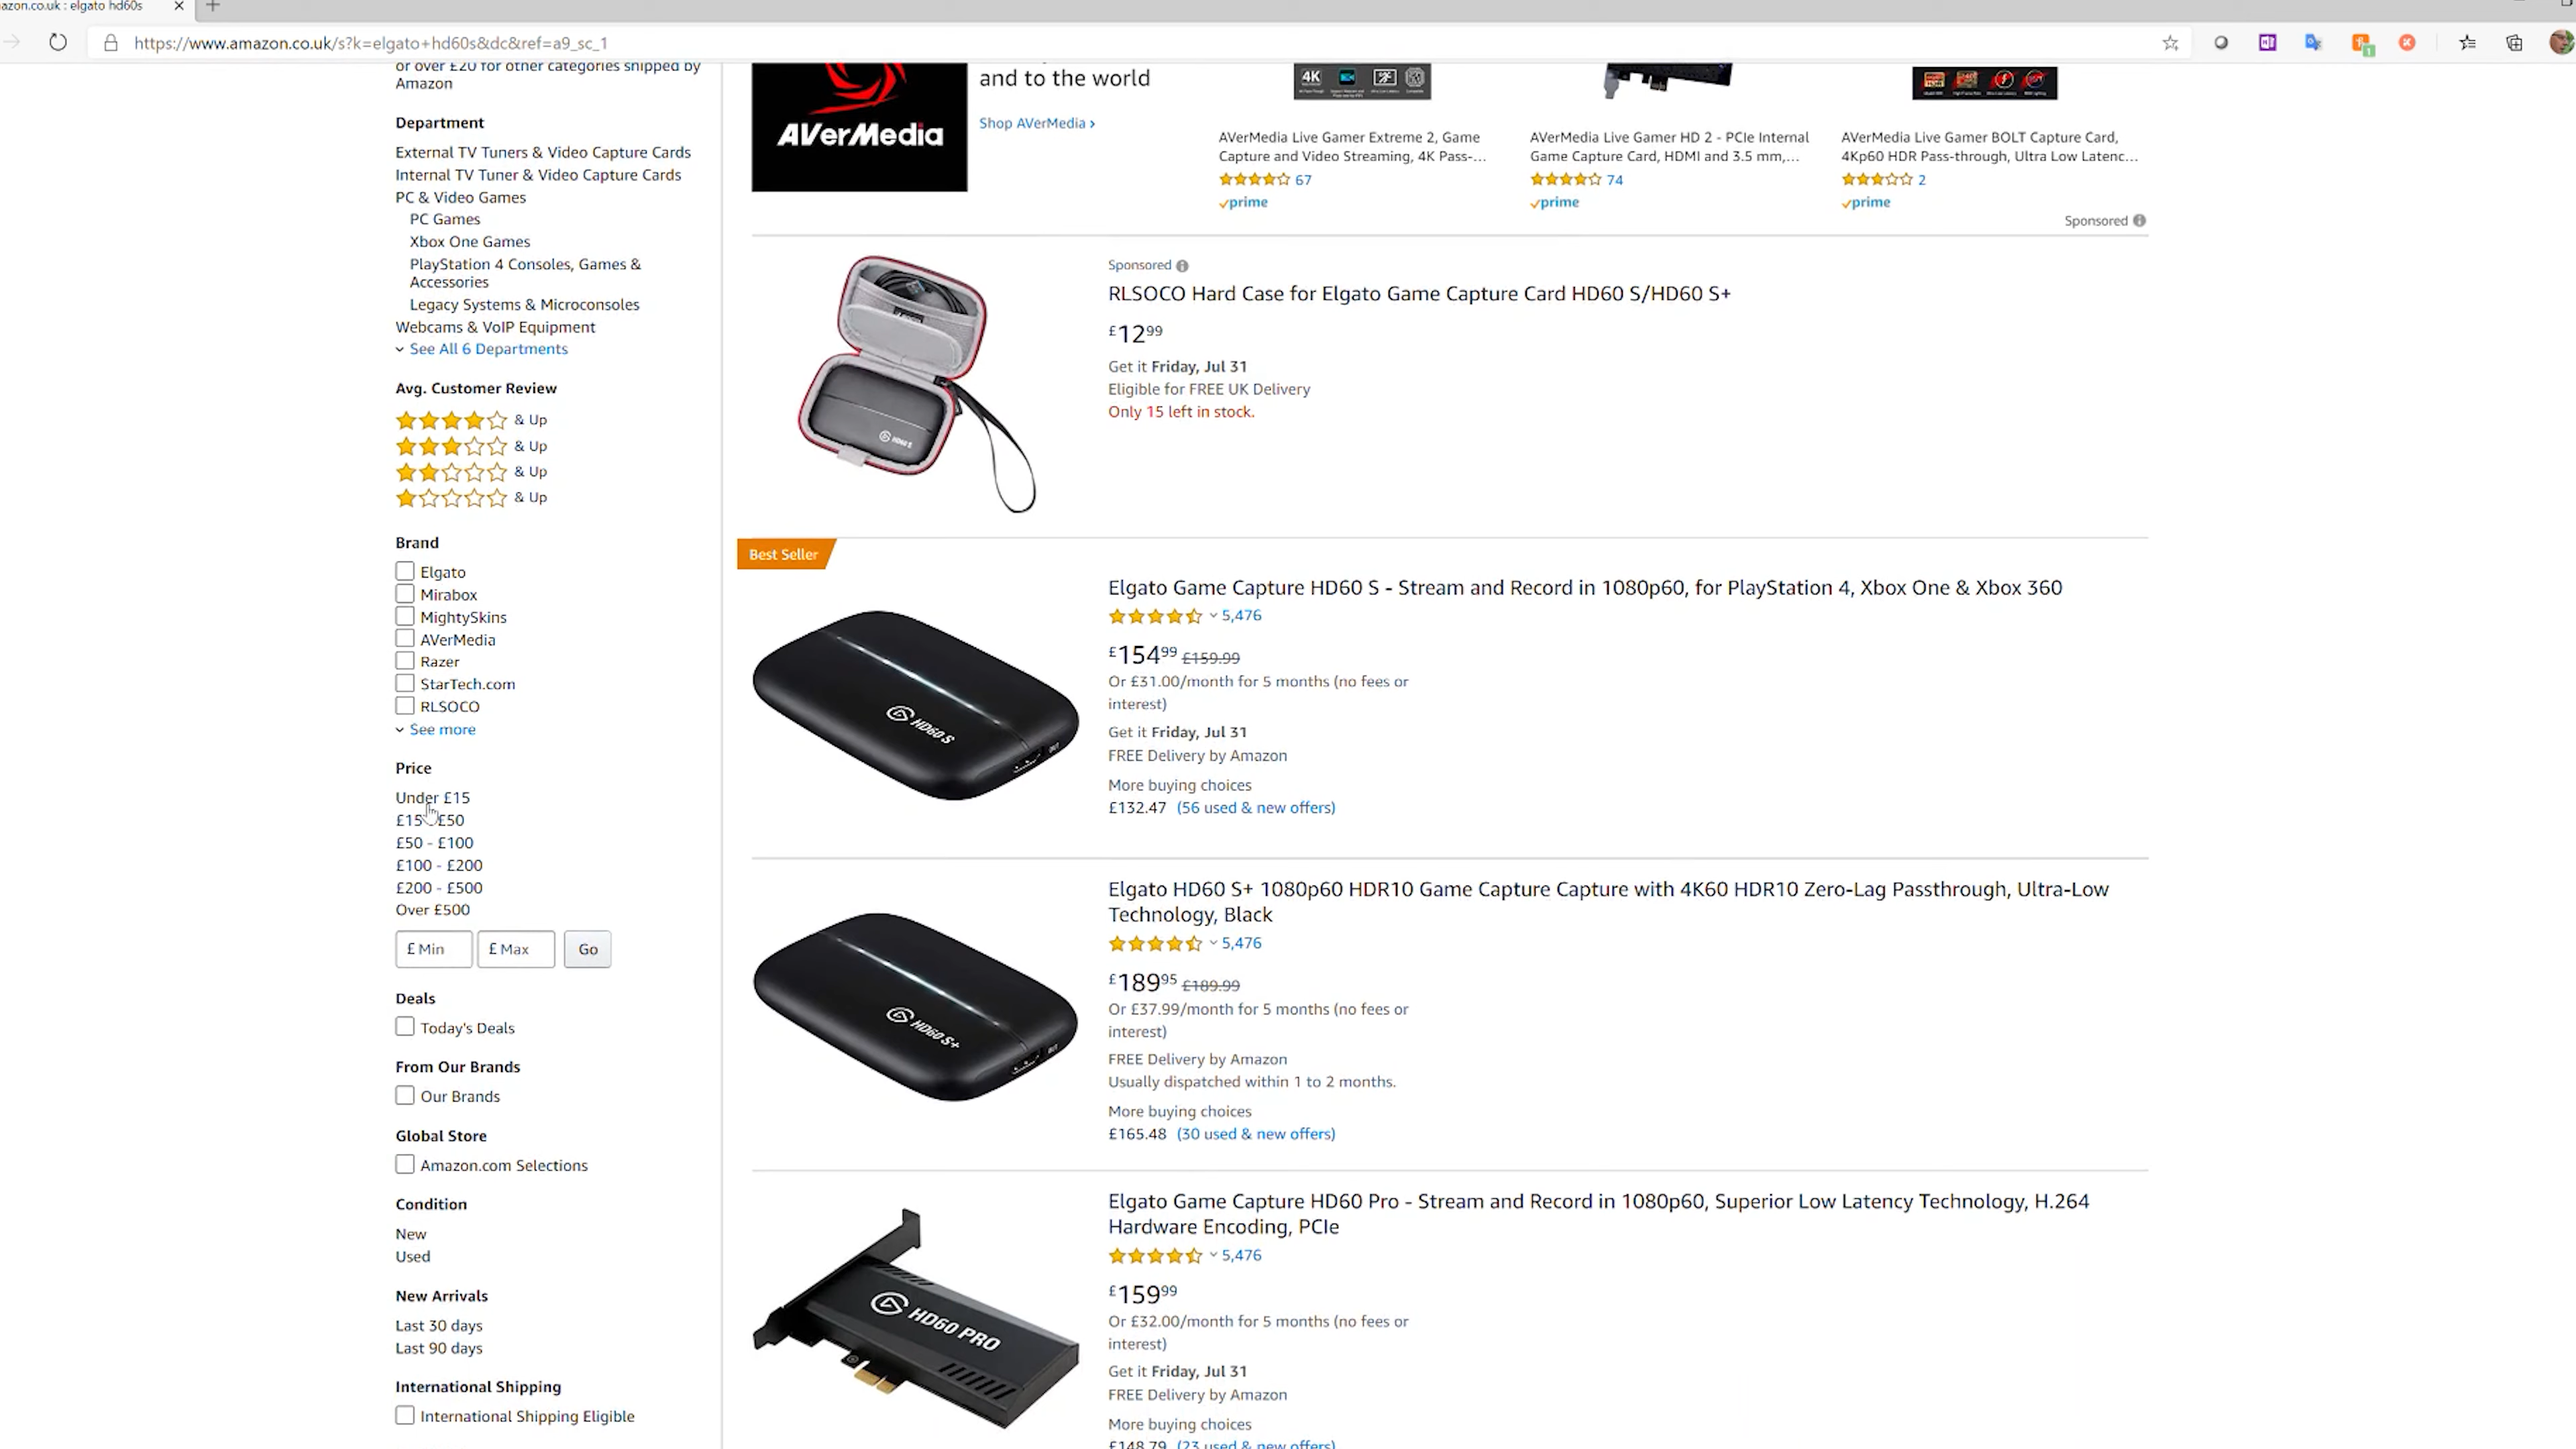 azon.co.uk : elgato hd60s
https://www.amazon.co.uk/s?k=elgato+hd60s&dc&ref=a9_sc_1
or over £20 for other categories shipped by
Amazon
Department
External TV Tuners & Video Capture Cards
Internal TV Tuner & Video Capture Cards
PC & Video Games
PC Games
Xbox One Games
PlayStation 4 Consoles, Games &
Accessories
Legacy Systems & Microconsoles
Webcams & VoIP Equipment
See All 6 Departments
Avg. Customer Review
& Up
& Up
& Up
& Up
Brand
Elgato
Mirabox
MightySkins
AVerMedia
Razer
StarTech.com
RLSOCO
See more
Price
Under £15
£15 £50
£50 - £100
£100 - £200
£200 - £500
Over £500
£ Min £ Max Go
Deals
Today's Deals
From Our Brands
Our Brands
Global Store
Amazon.com Selections
Condition
New
Used
New Arrivals
Last 30 days
Last 90 days
International Shipping
International Shipping Eligible
AVerMedia
and to the world
Shop AVerMedia ›
4K
AVerMedia Live Gamer Extreme 2, Game
Capture and Video Streaming, 4K Pass-...
67
prime
AVerMedia Live Gamer HD 2 - PCIe Internal
Game Capture Card, HDMI and 3.5 mm,...
74
prime
AVerMedia Live Gamer BOLT Capture Card,
4Kp60 HDR Pass-through, Ultra Low Latenc...
2
prime
Sponsored
Sponsored
RLSOCO Hard Case for Elgato Game Capture Card HD60 S/HD60 S+
£12.99
Get it Friday, Jul 31
Eligible for FREE UK Delivery
Only 15 left in stock.
HD60 S
Best Seller
Elgato Game Capture HD60 S - Stream and Record in 1080p60, for PlayStation 4, Xbox One & Xbox 360
5,476
£154.99 £159.99
Or £31.00/month for 5 months (no fees or
interest)
Get it Friday, Jul 31
FREE Delivery by Amazon
More buying choices
£132.47 (56 used & new offers)
HD60 S
OUT
Elgato HD60 S+ 1080p60 HDR10 Game Capture Capture with 4K60 HDR10 Zero-Lag Passthrough, Ultra-Low
Technology, Black
5,476
£189.95 £189.99
Or £37.99/month for 5 months (no fees or
interest)
FREE Delivery by Amazon
Usually dispatched within 1 to 2 months.
More buying choices
£165.48 (30 used & new offers)
HD60 S+
OUT
Elgato Game Capture HD60 Pro - Stream and Record in 1080p60, Superior Low Latency Technology, H.264
Hardware Encoding, PCIe
5,476
£159.99
Or £32.00/month for 5 months (no fees or
interest)
Get it Friday, Jul 31
FREE Delivery by Amazon
More buying choices
£148.79 (23 used & new offers)
HD60 PRO